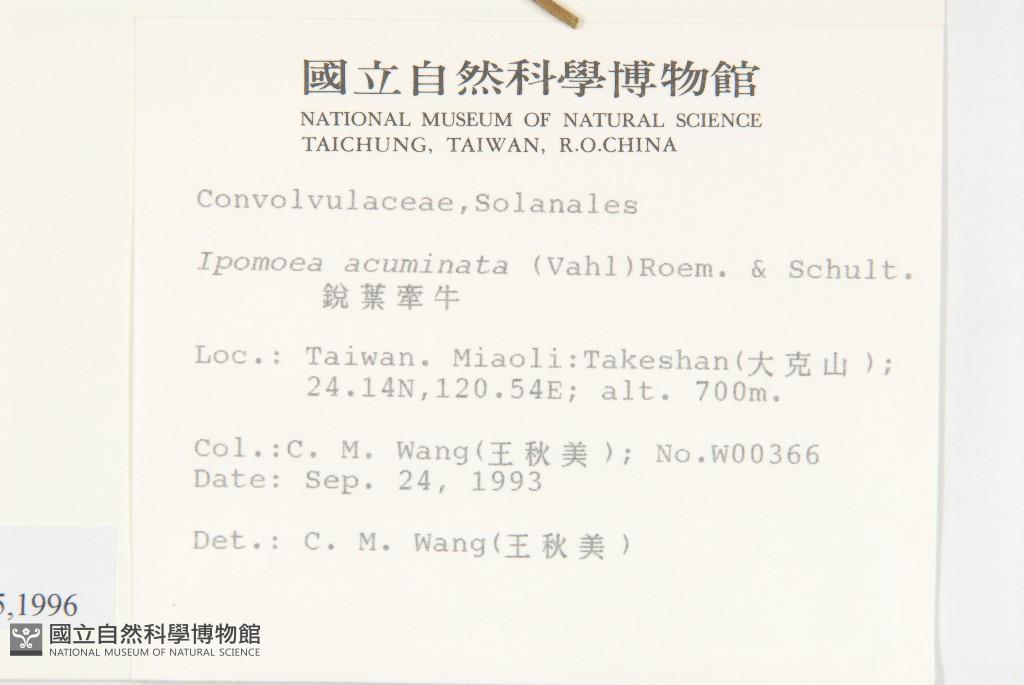 國立自然科學博物館
NATIONAL MUSEUM OF NATURAL SCIENCE
TAICHUNG, TAIWAN, R.O.CHINA
Convolvulaceae,Solanales
Ipomoea acuminata (Vahl)Roem. & Schult.
銳葉牽牛
Loc.: Taiwan. Miaoli:Takeshan(大克山);
24.14N,120.54E; alt. 700m.
Col.:C. M. Wang(王秋美); No.W00366
Date: Sep. 24, 1993
Det.: C. M. Wang(王秋美)
5,1996
國立自然科學博物館
NATIONAL MUSEUM OF NATURAL SCIENCE